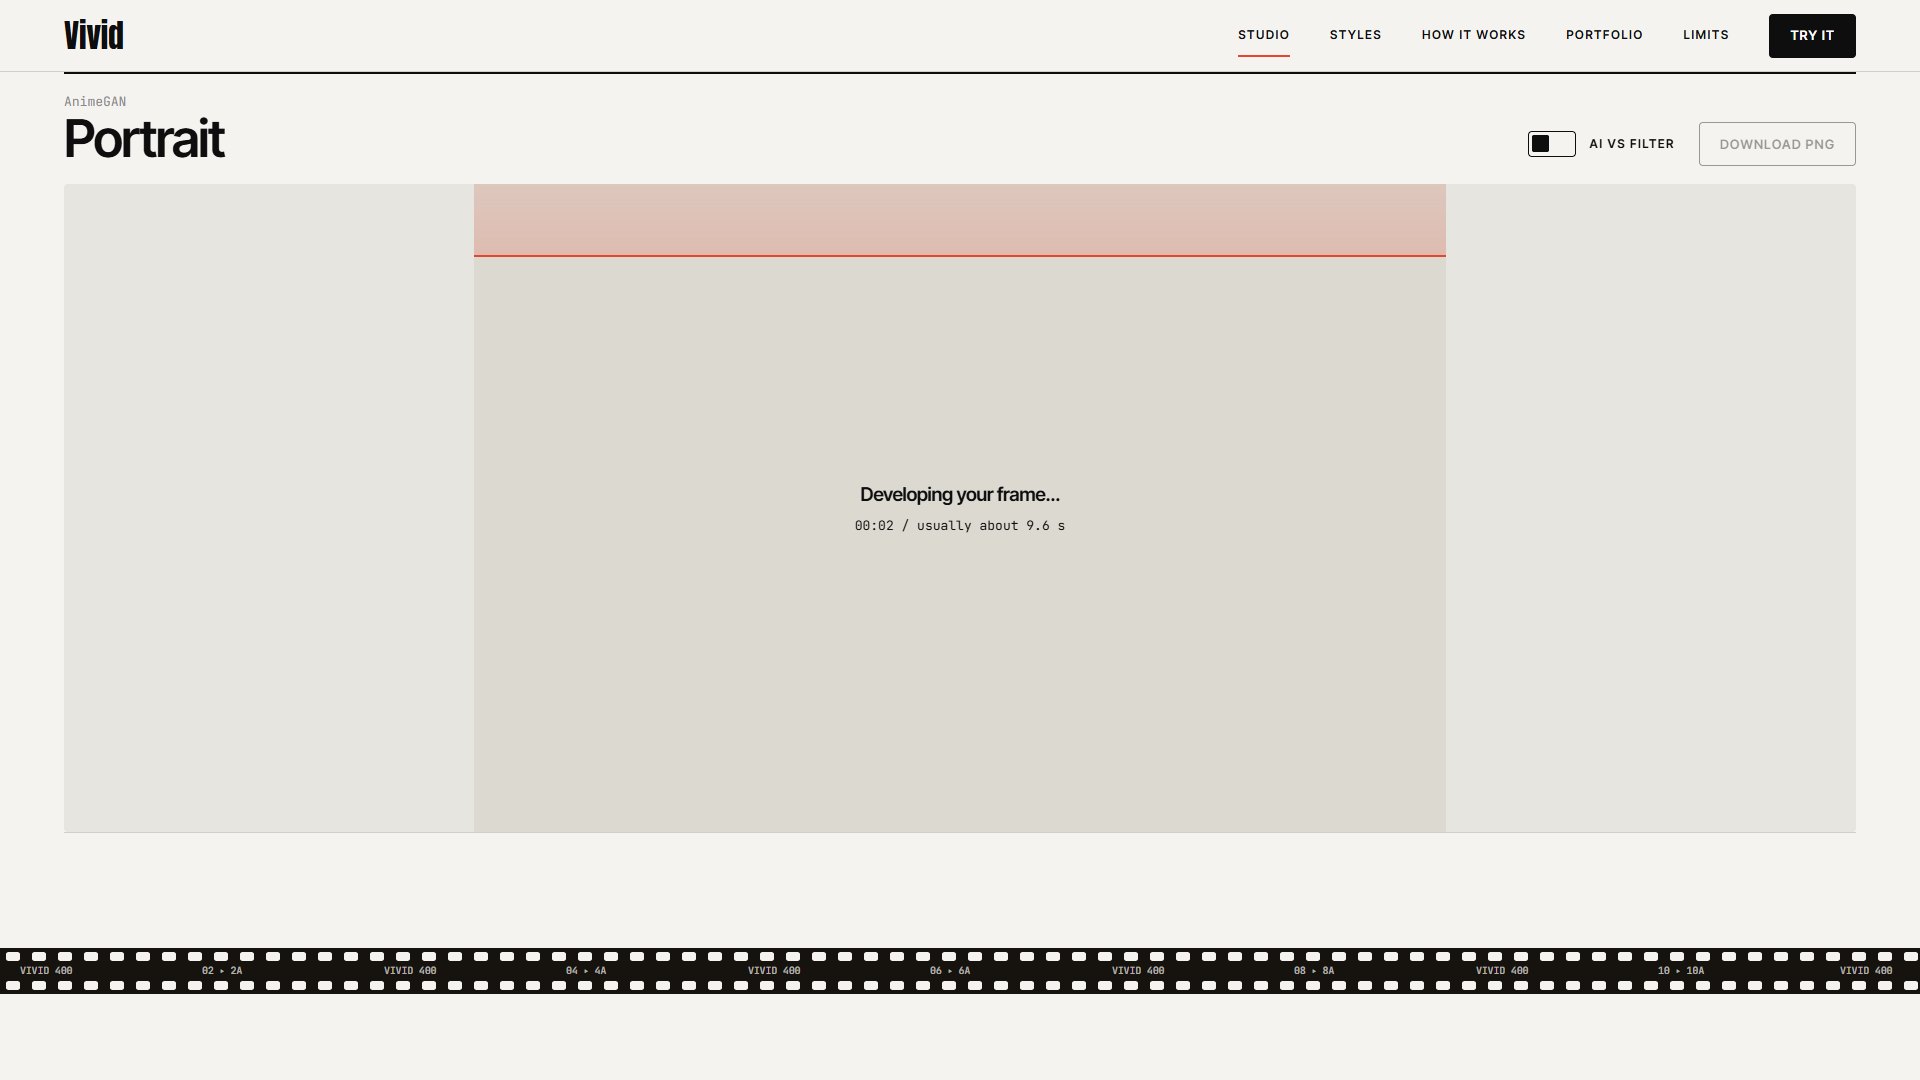 Vivid
STUDIO STYLES HOW IT WORKS PORTFOLIO LIMITS TRY IT
AnimeGAN
Portrait
AI VS FILTER DOWNLOAD PNG
Developing your frame...
00:02 / usually about 9.6 s
VIVID 400 02 ▸ 2A VIVID 400 04 ▸ 4A VIVID 400 06 ▸ 6A VIVID 400 08 ▸ 8A VIVID 400 10 ▸ 10A VIVID 400